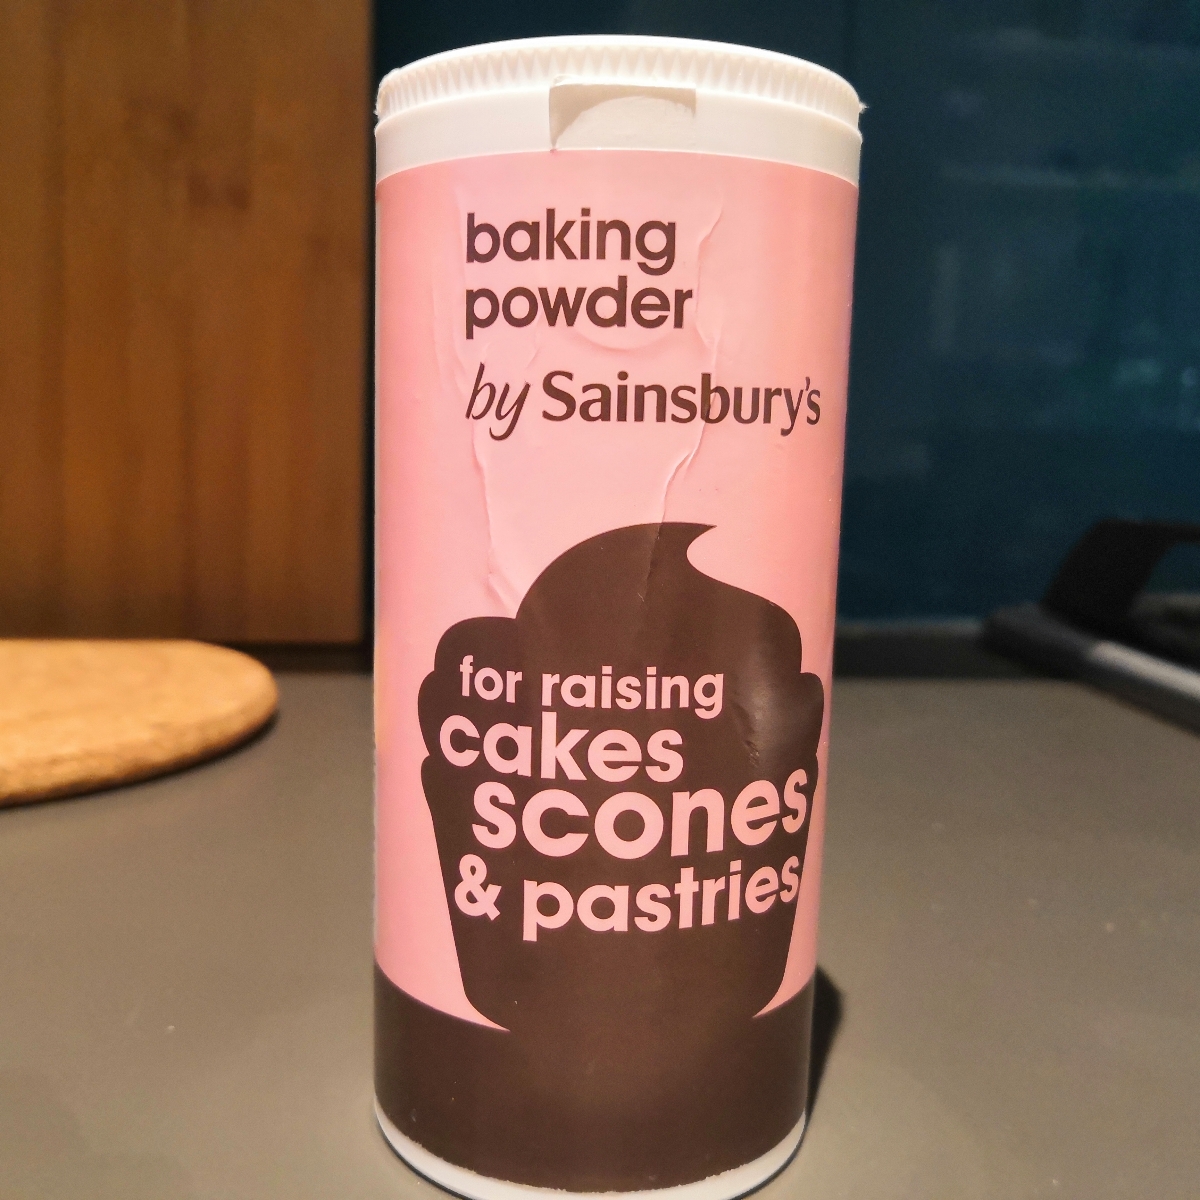 baking
powder
by Sainsbury's
for raising
cakes
scones
& pastries